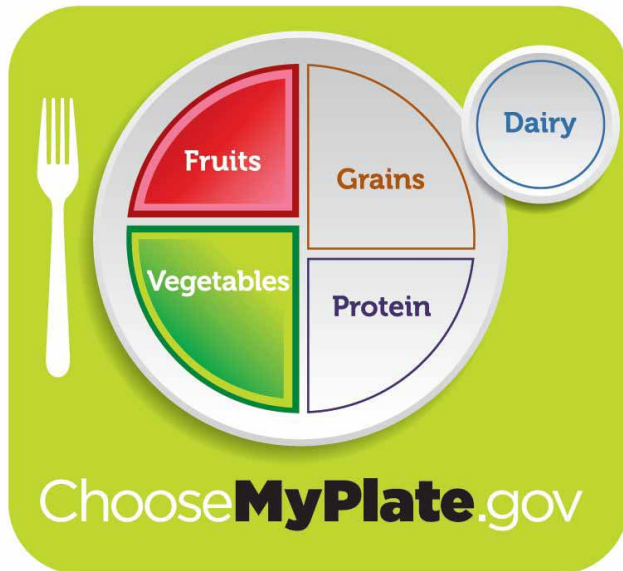 Fruits
Grains
Dairy
Vegetables
Protein
ChooseMyPlate.gov